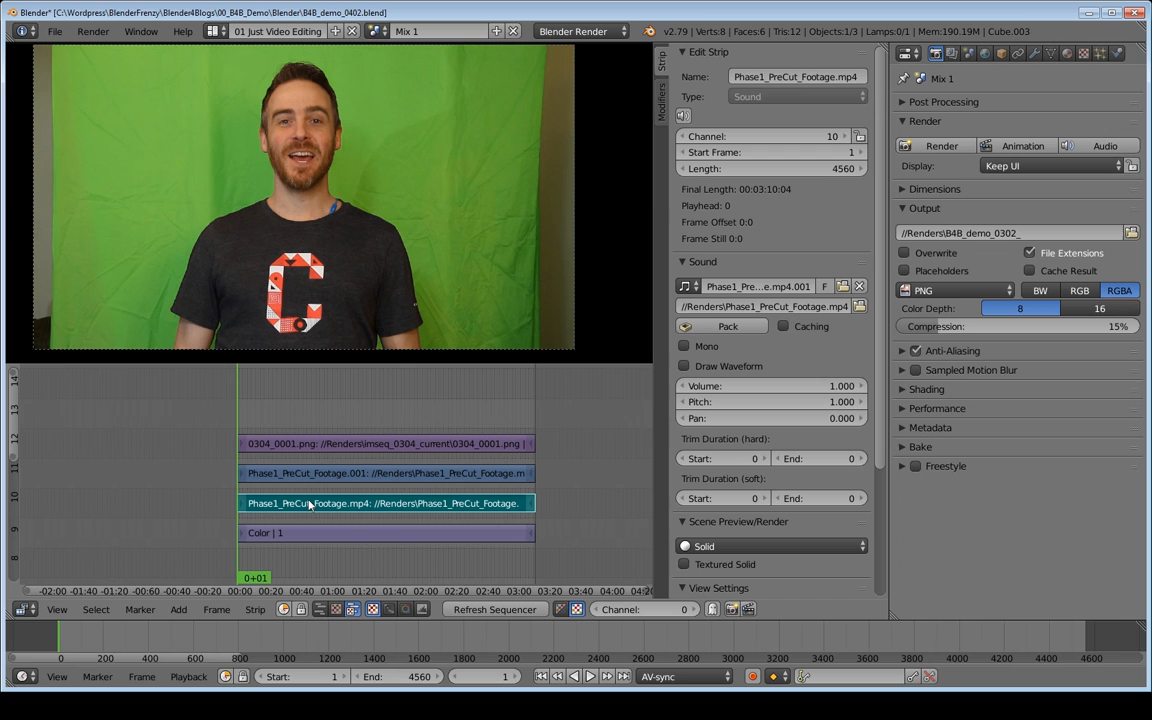 Blender* [C:\Wordpress\BlenderFrenzy\Blender4Blogs\00_B4B_Demo\Blender\B4B_demo_0402.blend]
File Render Window Help 01 Just Video Editing Mix 1 Blender Render v2.79 | Verts:8 | Faces:6 | Tris:12 | Objects:1/3 | Lamps:0/1 | Mem:190.19M | Cube.003
Strip
Modifiers
Edit Strip
Name: Phase1_PreCut_Footage.mp4
Type: Sound
Channel: 10
Start Frame: 1
Length: 4560
Final Length: 00:03:10:04
Playhead: 0
Frame Offset 0:0
Frame Still 0:0
Sound
Phase1_Pre...e.mp4.001 F
//Renders\Phase1_PreCut_Footage.mp4
Pack Caching
Mono
Draw Waveform
Volume: 1.000
Pitch: 1.000
Pan: 0.000
Trim Duration (hard):
Start: 0 End: 0
Trim Duration (soft):
Start: 0 End: 0
Scene Preview/Render
Solid
Textured Solid
View Settings
Mix 1
Post Processing
Render
Render Animation Audio
Display: Keep UI
Dimensions
Output
//Renders\B4B_demo_0302_
Overwrite File Extensions
Placeholders Cache Result
PNG BW RGB RGBA
Color Depth: 8 16
Compression: 15%
Anti-Aliasing
Sampled Motion Blur
Shading
Performance
Metadata
Bake
Freestyle
14
13
12
11
10
9
8
0304_0001.png: //Renders\imseq_0304_current\0304_0001.png |
Phase1_PreCut_Footage.001: //Renders\Phase1_PreCut_Footage.m
Phase1_PreCut_Footage.mp4: //Renders\Phase1_PreCut_Footage.
Color | 1
0+01
-02:00 -01:40 -01:20 -01:00 -00:40 -00:20 00:00 00:20 00:40 01:00 01:20 01:40 02:00 02:20 02:40 03:00 03:20 03:40 04:00
View Select Marker Add Frame Strip Refresh Sequencer Channel: 0
0 200 400 600 800 1000 1200 1400 1600 1800 2000 2200 2400 2600 2800 3000 3200 3400 3600 3800 4000 4200 4400 4600
View Marker Frame Playback Start: 1 End: 4560 1 AV-sync